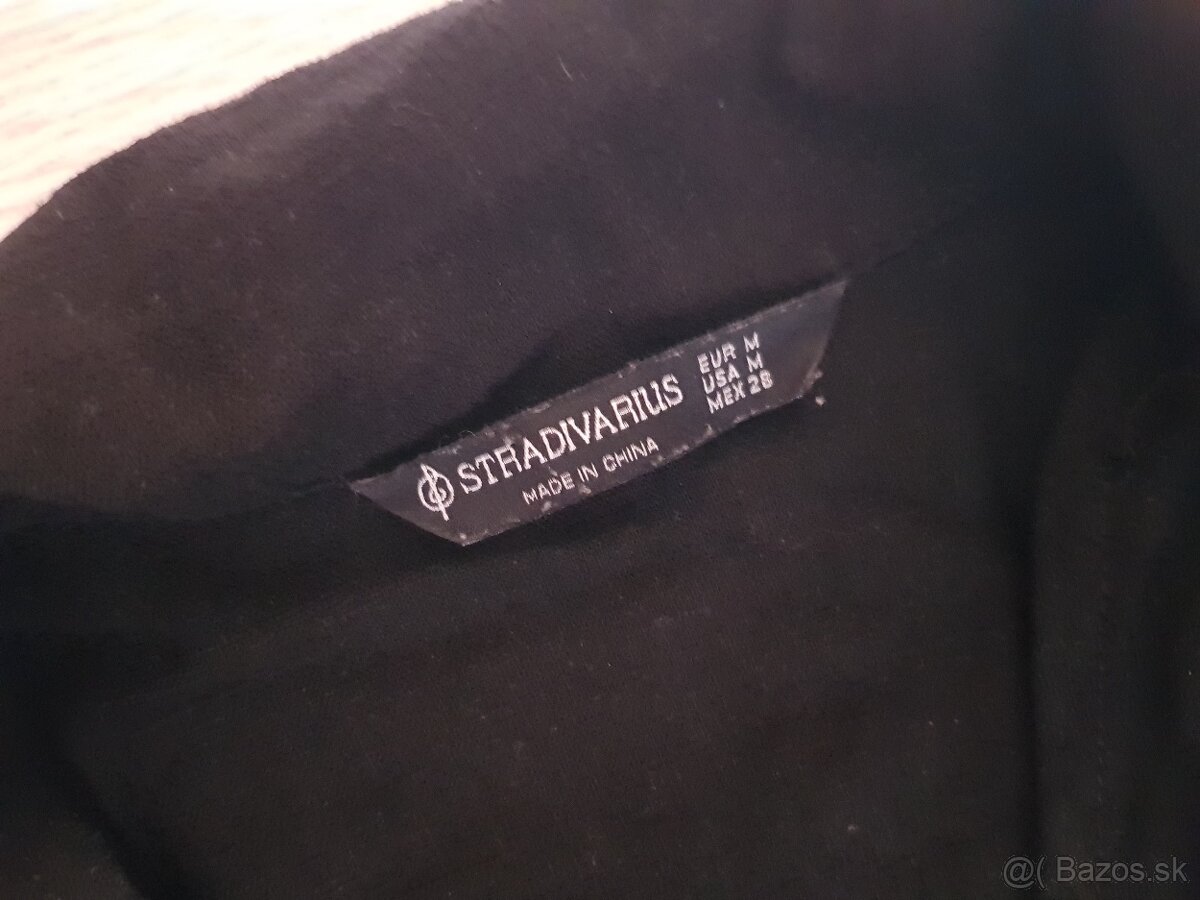 STRADIVARIUS
MADE IN CHINA
EUR M
USA M
MEX 28
@( Bazos.sk